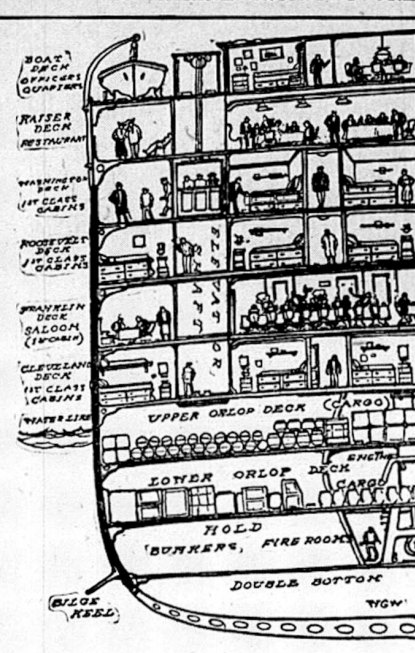 BOAT
DECK
OFFICERS
QUARTERS
KAISER
DECK
RESTAURANT
WASHINGTON
DECK
1ST CLASS
CABINS
ROOSEVELT
DECK
1ST CLASS
CABINS
ELEVATOR
SHAFT
FRANKLIN
DECK
SALOON
(1ST CABIN)
CLEVELAND
DECK
1ST CLASS
CABINS
WATER LINE
UPPER ORLOP DECK (CARGO)
ENGINE
LOWER ORLOP DECK
CARGO
HOLD
BUNKERS, FIRE ROOMS
DOUBLE BOTTOM
BILGE
KEEL